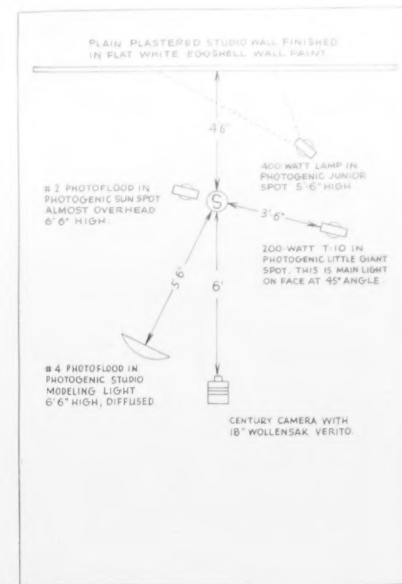 PLAIN PLASTERED STUDIO WALL FINISHED
IN FLAT WHITE EGGSHELL WALL PAINT
4'6"
400 WATT LAMP IN
PHOTOGENIC JUNIOR
SPOT 5'-6" HIGH.
#2 PHOTOFLOOD IN
PHOTOGENIC SUN SPOT
ALMOST OVERHEAD
6'6" HIGH.
S
3'-6"
200-WATT T-10 IN
PHOTOGENIC LITTLE GIANT
SPOT. THIS IS MAIN LIGHT
ON FACE AT 45° ANGLE.
5'6"
6'
#4 PHOTOFLOOD IN
PHOTOGENIC STUDIO
MODELING LIGHT
6'6" HIGH, DIFFUSED
CENTURY CAMERA WITH
18" WOLLENSAK VERITO.